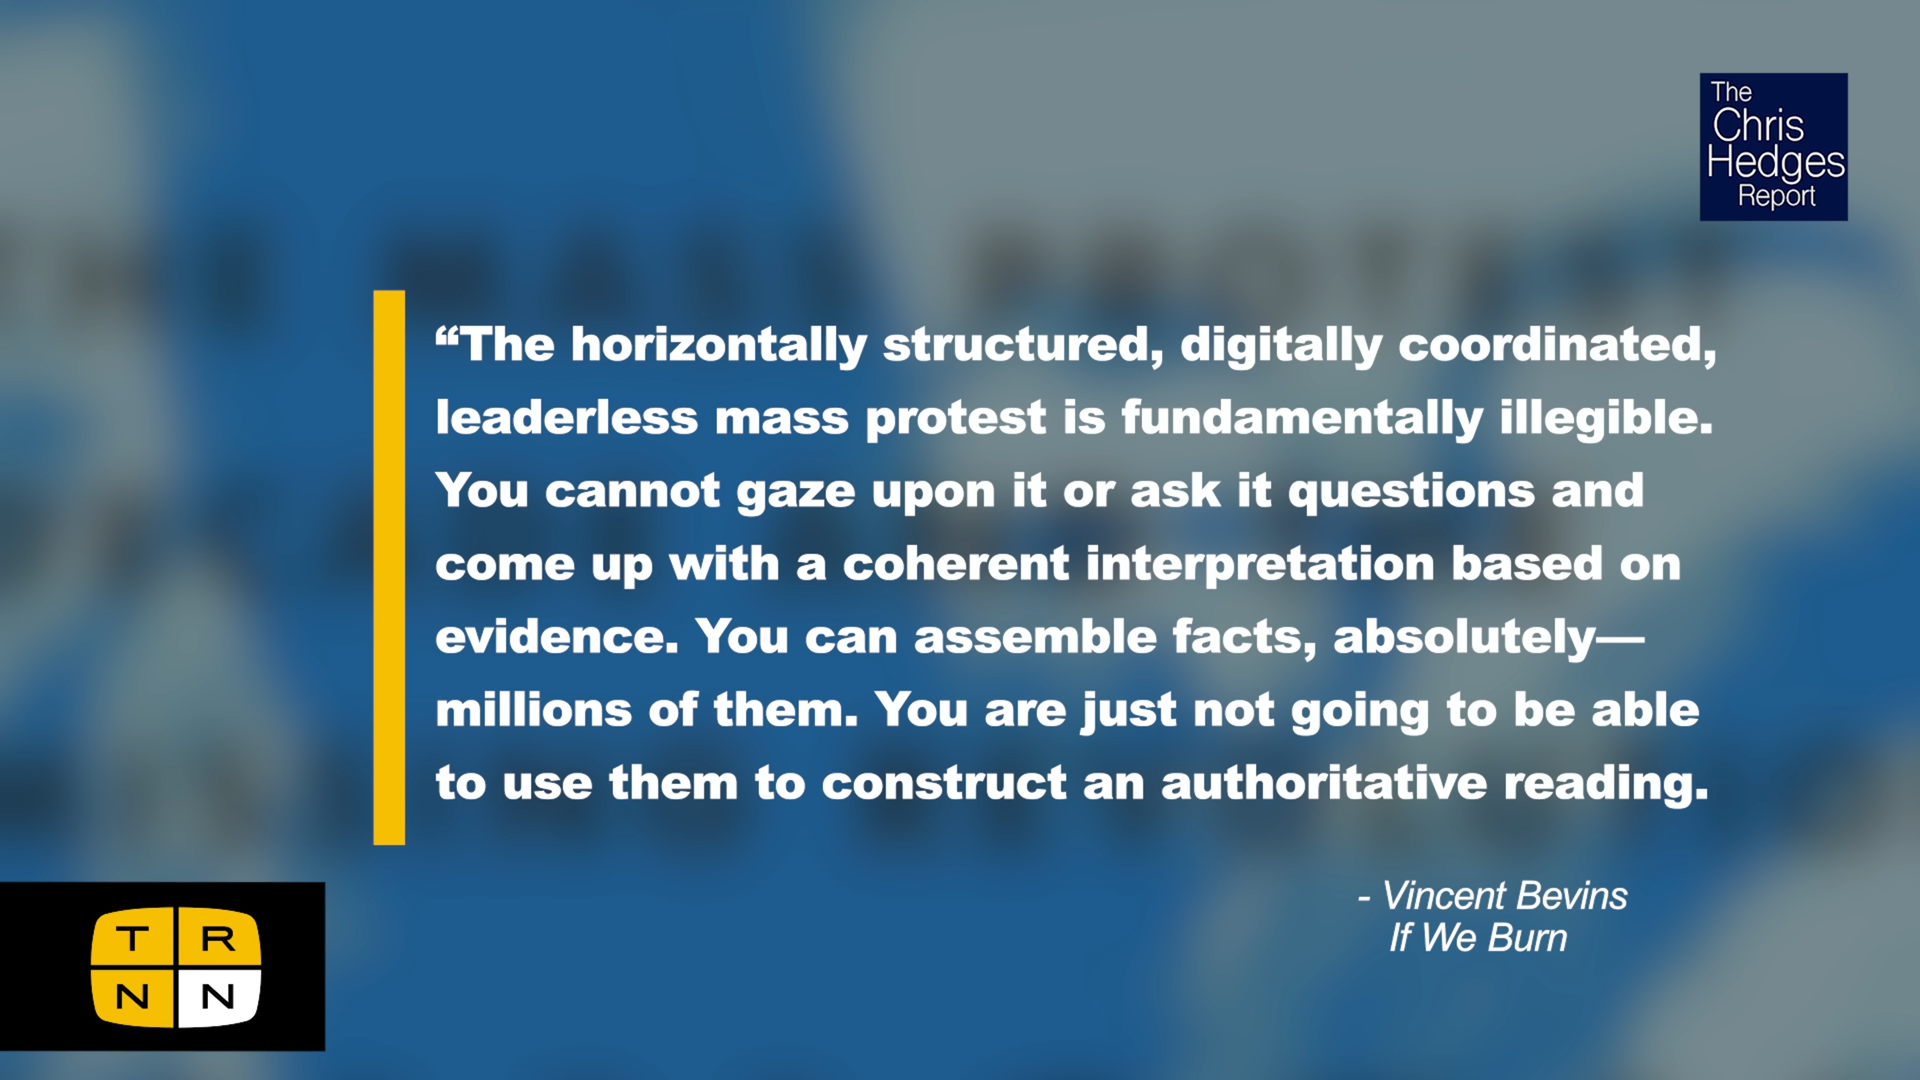 The
Chris
Hedges
Report
“The horizontally structured, digitally coordinated,
leaderless mass protest is fundamentally illegible.
You cannot gaze upon it or ask it questions and
come up with a coherent interpretation based on
evidence. You can assemble facts, absolutely—
millions of them. You are just not going to be able
to use them to construct an authoritative reading.
- Vincent Bevins
If We Burn
T R
N N